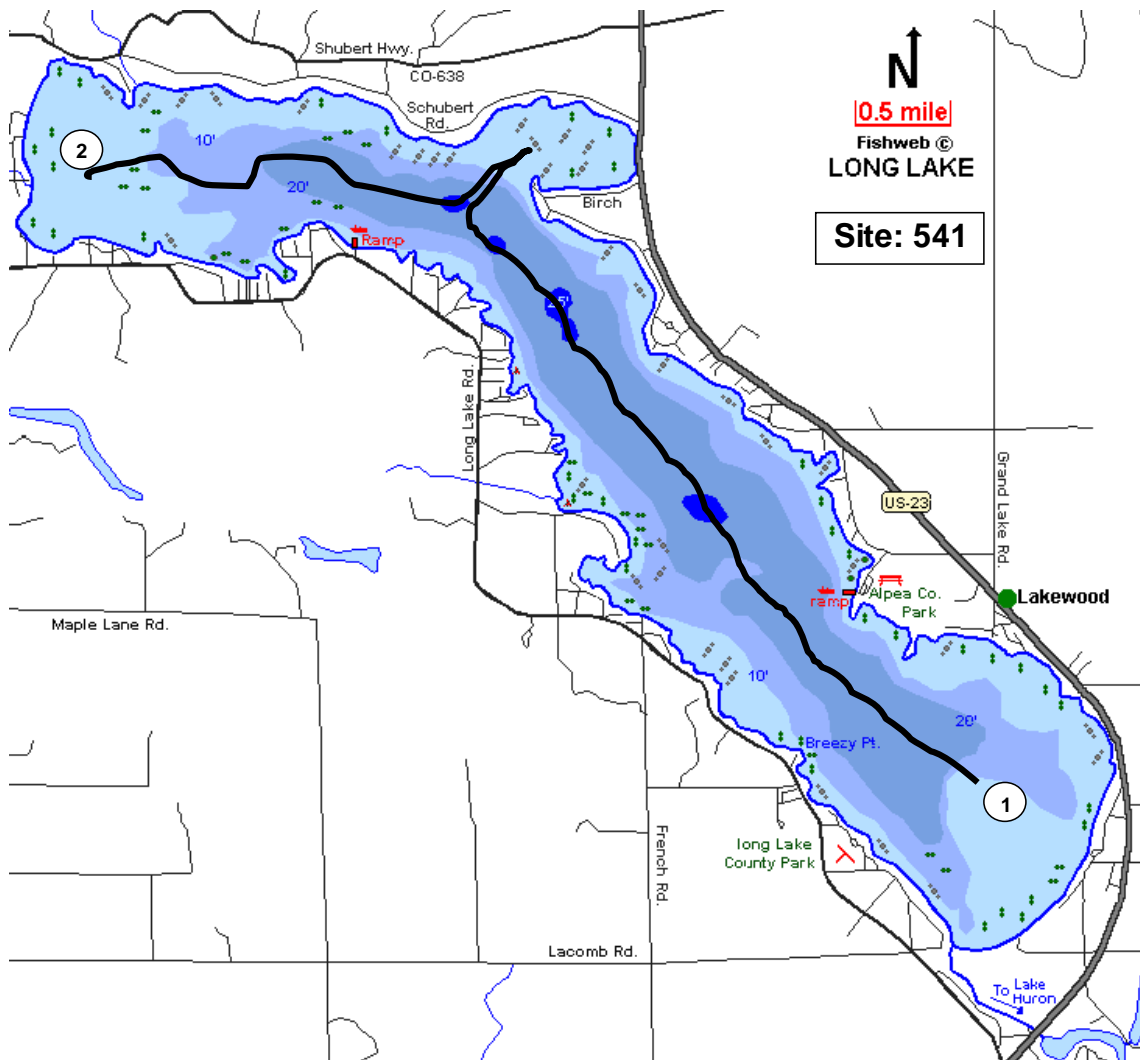 Shubert Hwy.
N
CO-638
0.5 mile
Schubert
Rd.
Fishweb ©
LONG LAKE
2
10'
20'
Birch
Site: 541
Ramp
25'
Long Lake Rd.
Grand Lake Rd.
US-23
ramp
Alpea Co.
Park
Lakewood
Maple Lane Rd.
10'
20'
Breezy Pt.
1
long Lake
County Park
French Rd.
Lacomb Rd.
To Lake
Huron